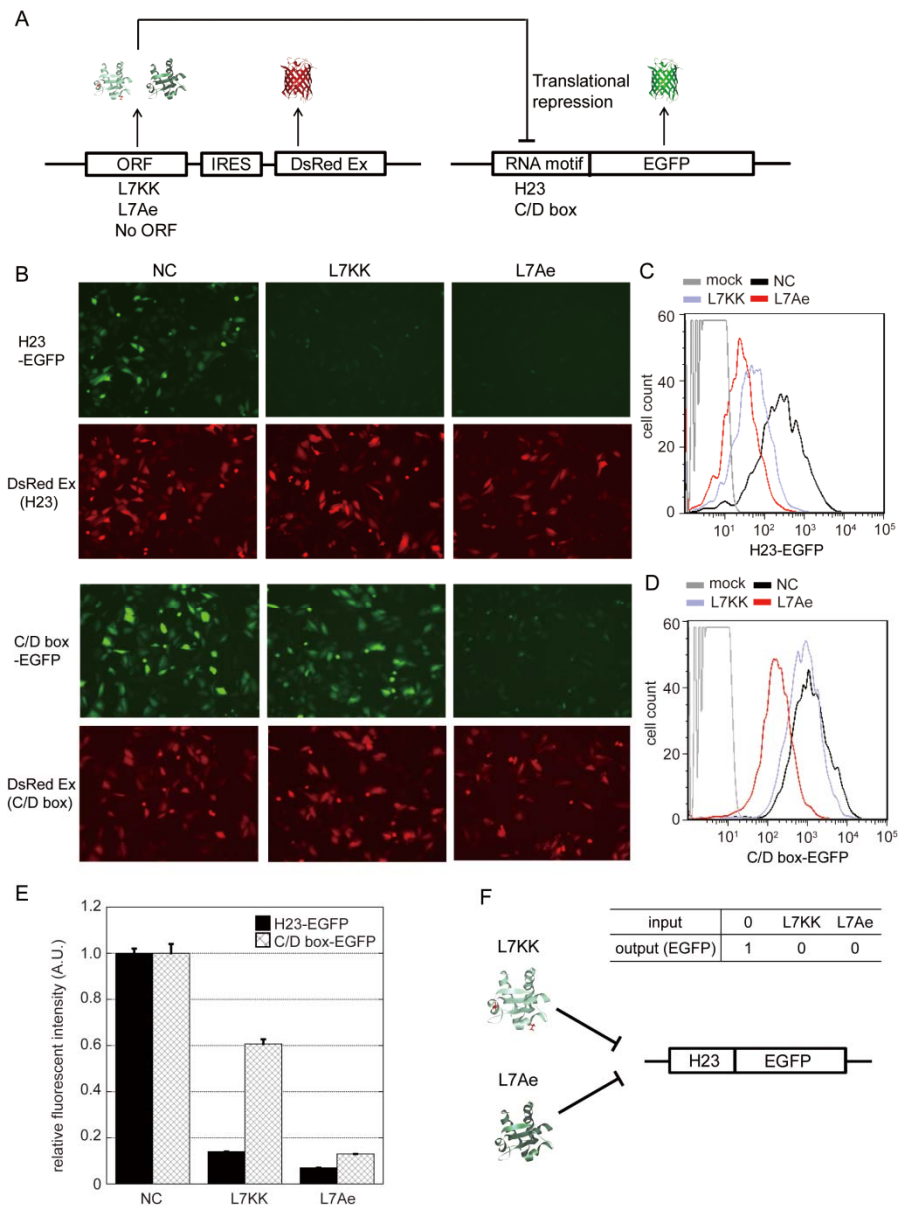 A
Translational
repression
ORF IRES DsRed Ex RNA motif EGFP
L7KK H23
L7Ae C/D box
No ORF
B
NC L7KK L7Ae
H23
-EGFP
DsRed Ex
(H23)
C/D box
-EGFP
DsRed Ex
(C/D box)
C
mock NC
L7KK L7Ae
60
40
20
0
cell count
10¹ 10² 10³ 10⁴ 10⁵
H23-EGFP
D
mock NC
L7KK L7Ae
60
40
20
0
cell count
10¹ 10² 10³ 10⁴ 10⁵
C/D box-EGFP
E
1.2
1.0
0.8
0.6
0.4
0.2
0
relative fluorescent intensity (A.U.)
H23-EGFP
C/D box-EGFP
NC L7KK L7Ae
F
input 0 L7KK L7Ae
output (EGFP) 1 0 0
L7KK
L7Ae
H23 EGFP